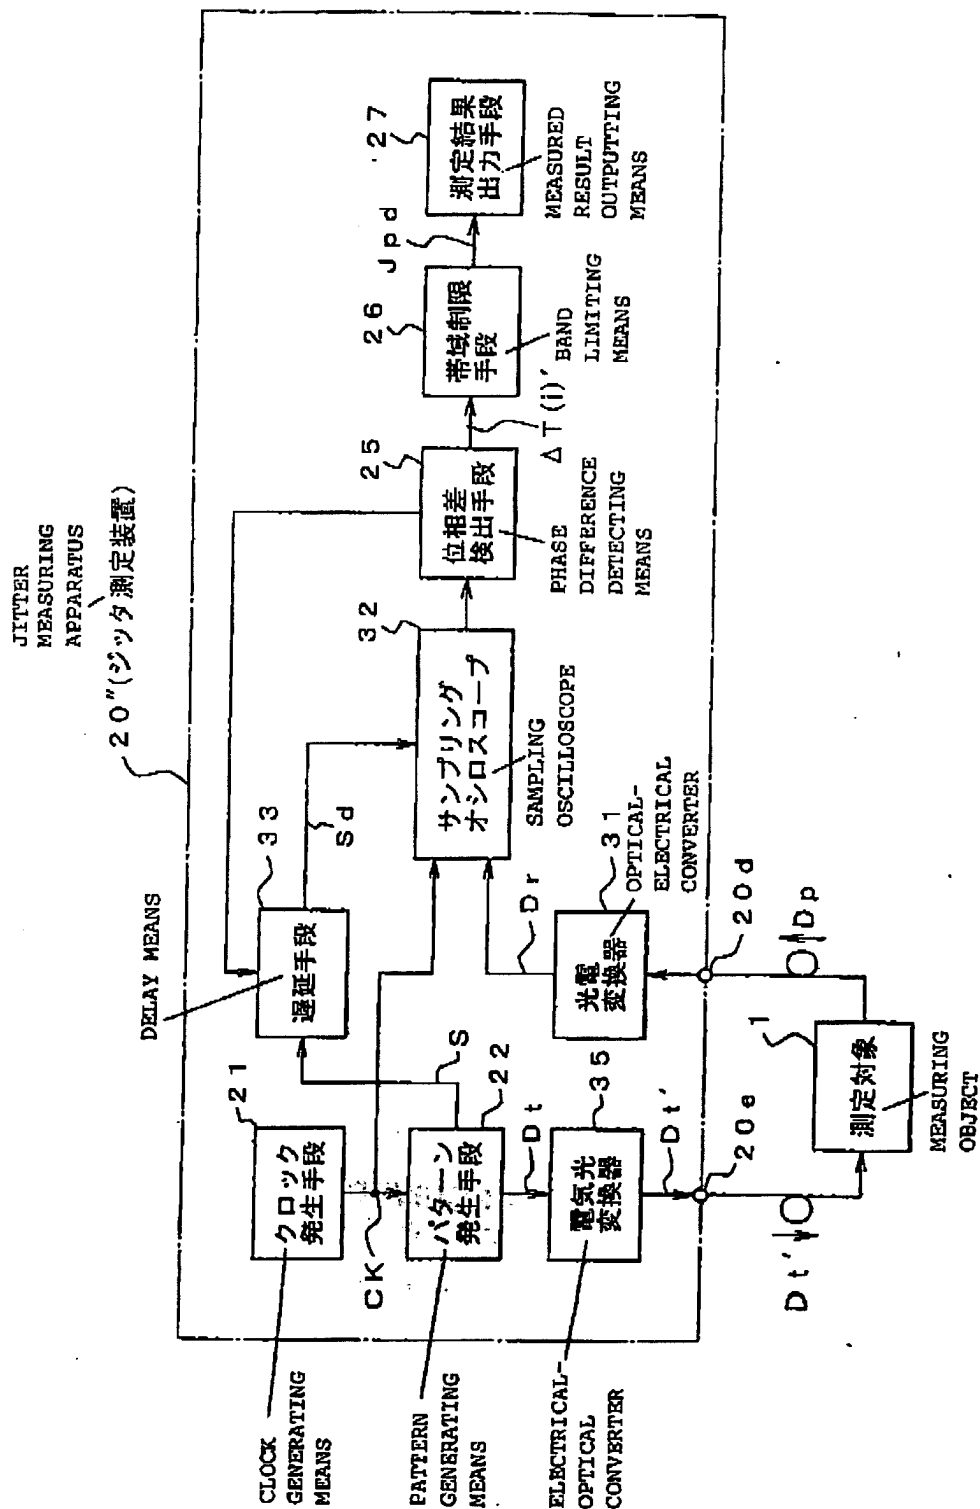 JITTER
MEASURING
APPARATUS
20"(ジッタ測定装置)
CLOCK
GENERATING
MEANS
21
クロック
発生手段
DELAY MEANS
33
遅延手段
Sd
CK
S
PATTERN
GENERATING
MEANS
22
パターン
発生手段
Dt
ELECTRICAL-
OPTICAL
CONVERTER
35
電気光
変換器
Dt'
20e
Dt'
1
測定対象
MEASURING
OBJECT
Dp
20d
31
光電
変換器
OPTICAL-
ELECTRICAL
CONVERTER
Dr
32
サンプリング
オシロスコープ
SAMPLING
OSCILLOSCOPE
25
位相差
検出手段
PHASE
DIFFERENCE
DETECTING
MEANS
ΔT(i)'
26
帯域制限
手段
BAND
LIMITING
MEANS
Jpd
27
測定結果
出力手段
MEASURED
RESULT
OUTPUTTING
MEANS